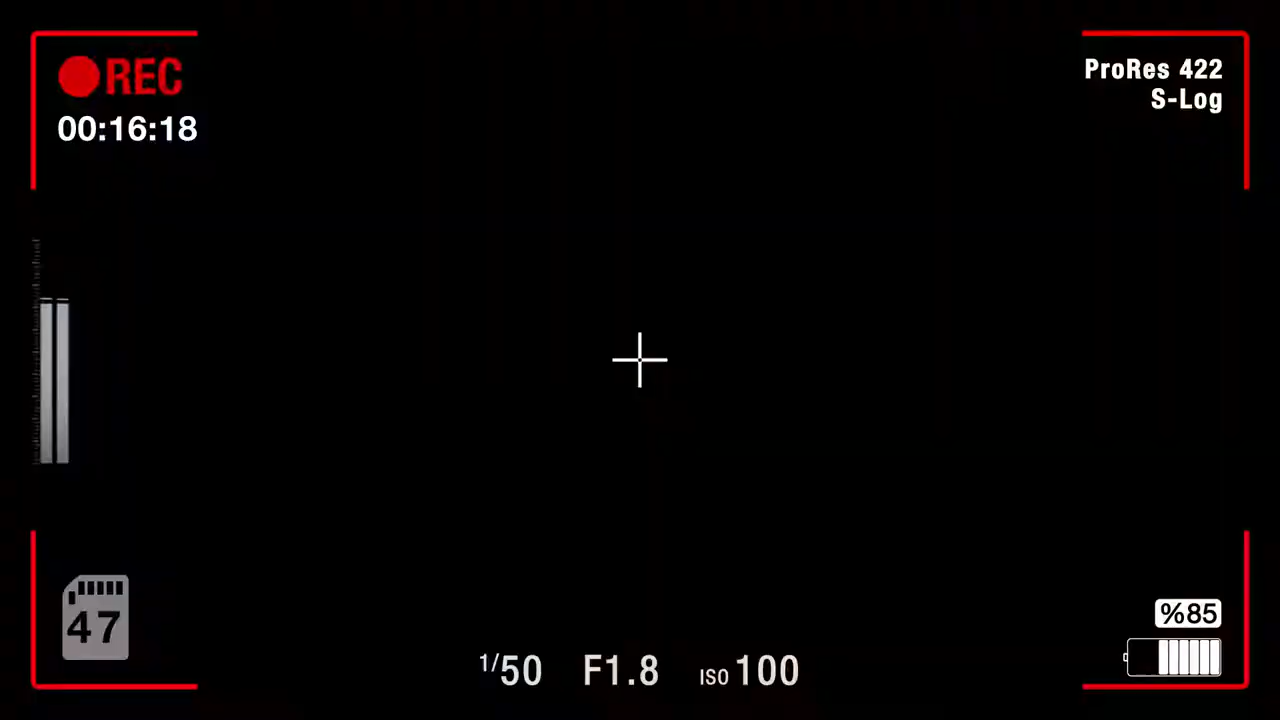 REC
00:16:18
ProRes 422
S-Log
47
%85
1/50 F1.8 ISO 100